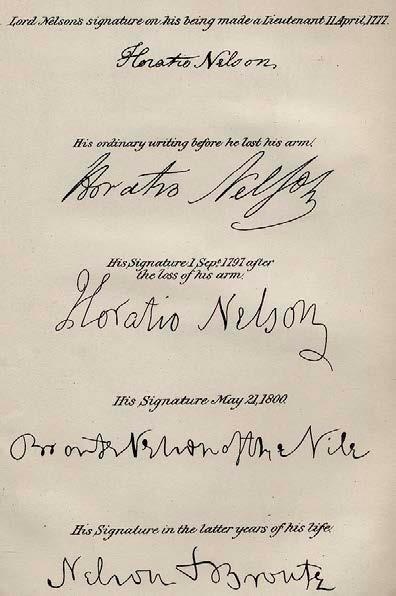 Lord Nelson's signature on his being made a Lieutenant 11 April, 1777.
Horatio Nelson
His ordinary writing before he lost his arm.
Horatio Nelson
His Signature 1 Sept. 1797 after
the loss of his arm.
Horatio Nelson
His Signature May 21, 1800.
Bronte Nelson of the Nile
His Signature in the latter years of his life.
Nelson & Bronte